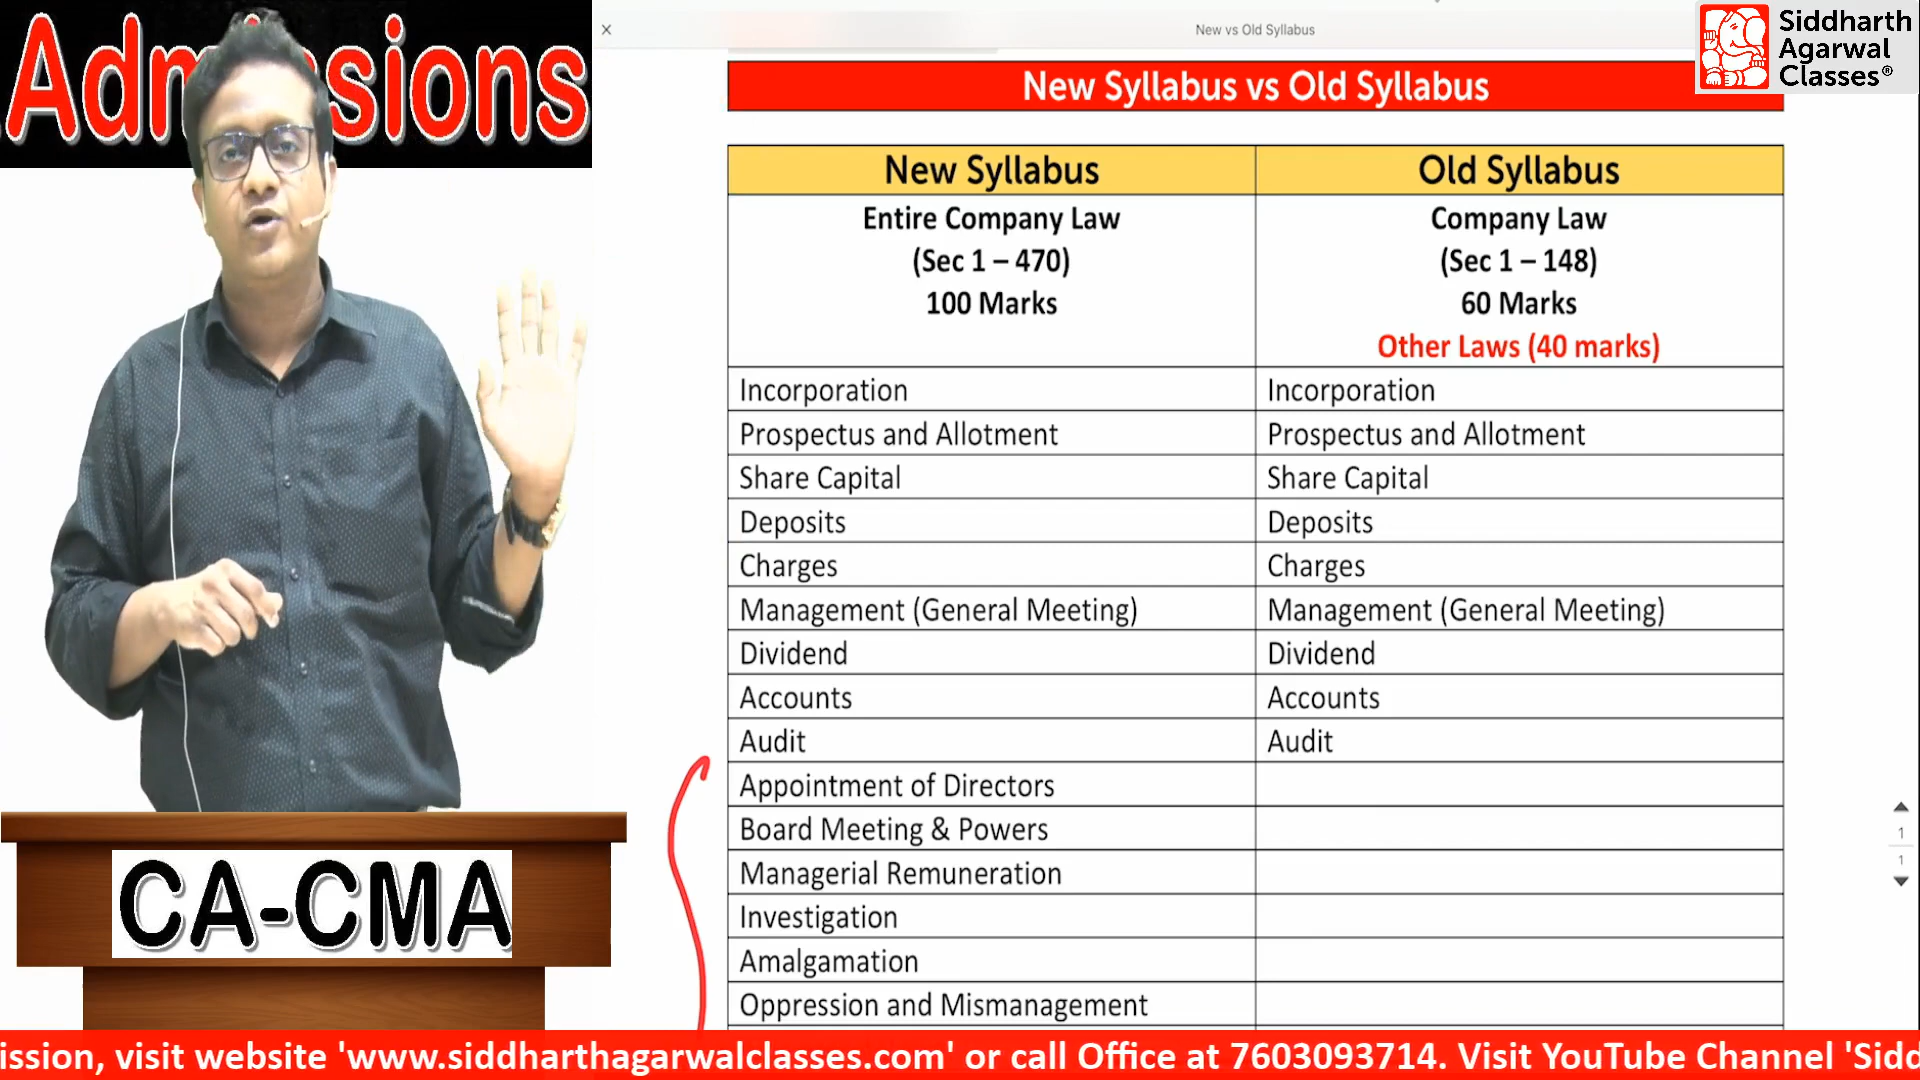 Admissions
New vs Old Syllabus
Siddharth
Agarwal
Classes®
New Syllabus vs Old Syllabus
New Syllabus
Old Syllabus
Entire Company Law
(Sec 1 – 470)
100 Marks
Company Law
(Sec 1 – 148)
60 Marks
Other Laws (40 marks)
Incorporation
Incorporation
Prospectus and Allotment
Prospectus and Allotment
Share Capital
Share Capital
Deposits
Deposits
Charges
Charges
Management (General Meeting)
Management (General Meeting)
Dividend
Dividend
Accounts
Accounts
Audit
Audit
Appointment of Directors
Board Meeting & Powers
Managerial Remuneration
Investigation
Amalgamation
Oppression and Mismanagement
1
1
CA-CMA
ission, visit website 'www.siddharthagarwalclasses.com' or call Office at 7603093714. Visit YouTube Channel 'Sidd